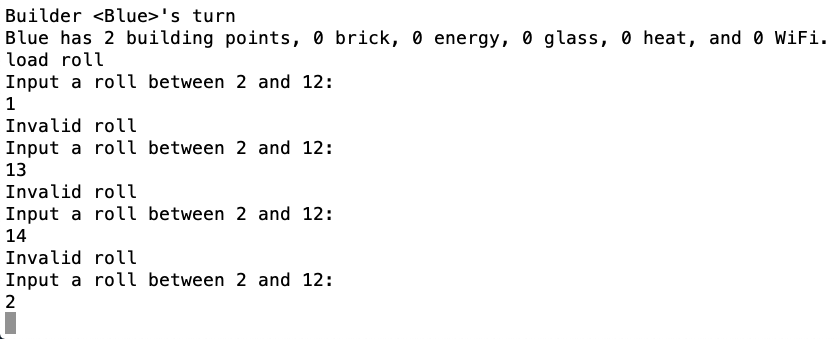 Builder <Blue>'s turn
Blue has 2 building points, 0 brick, 0 energy, 0 glass, 0 heat, and 0 WiFi.
load roll
Input a roll between 2 and 12:
1
Invalid roll
Input a roll between 2 and 12:
13
Invalid roll
Input a roll between 2 and 12:
14
Invalid roll
Input a roll between 2 and 12:
2